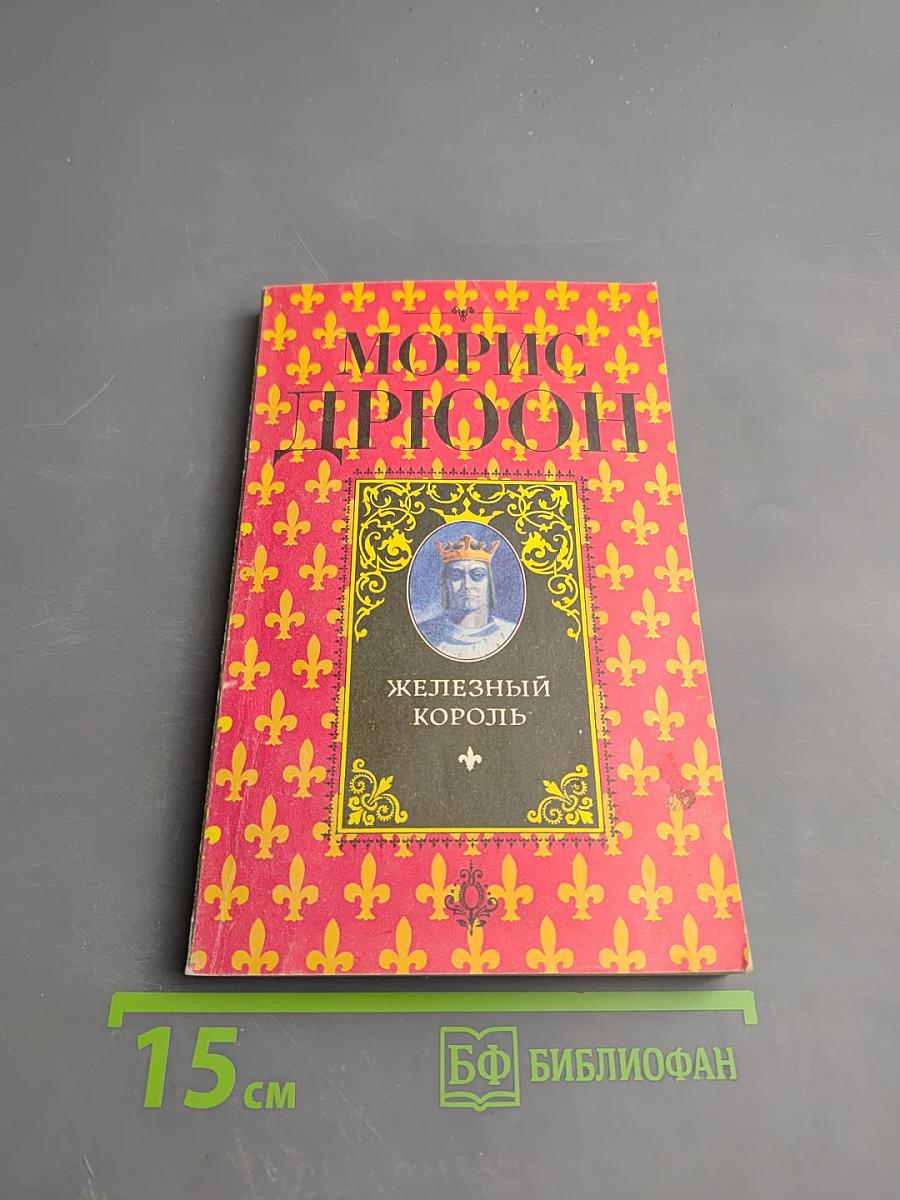 МОРИС
ДРЮОН
ЖЕЛЕЗНЫЙ
КОРОЛЬ
15 см
БФ БИБЛИОФАН